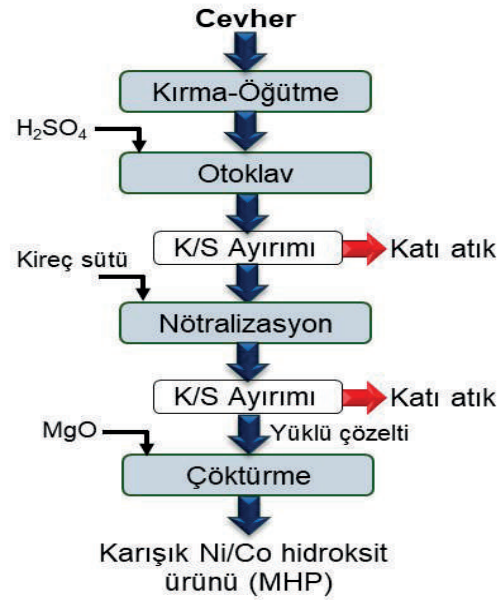 Cevher
Kırma-Öğütme
H₂SO₄
Otoklav
K/S Ayırımı
Katı atık
Kireç sütü
Nötralizasyon
K/S Ayırımı
Katı atık
MgO
Yüklü çözelti
Çöktürme
Karışık Ni/Co hidroksit
ürünü (MHP)